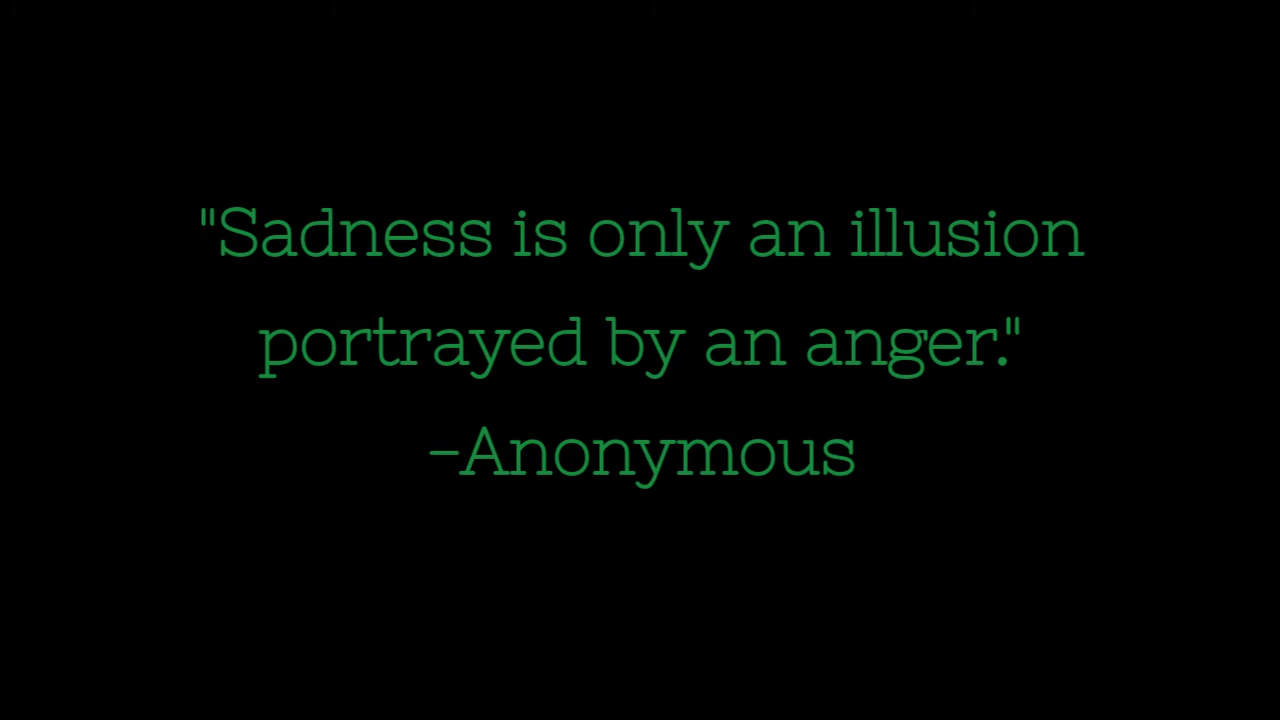 "Sadness is only an illusion
portrayed by an anger."
-Anonymous